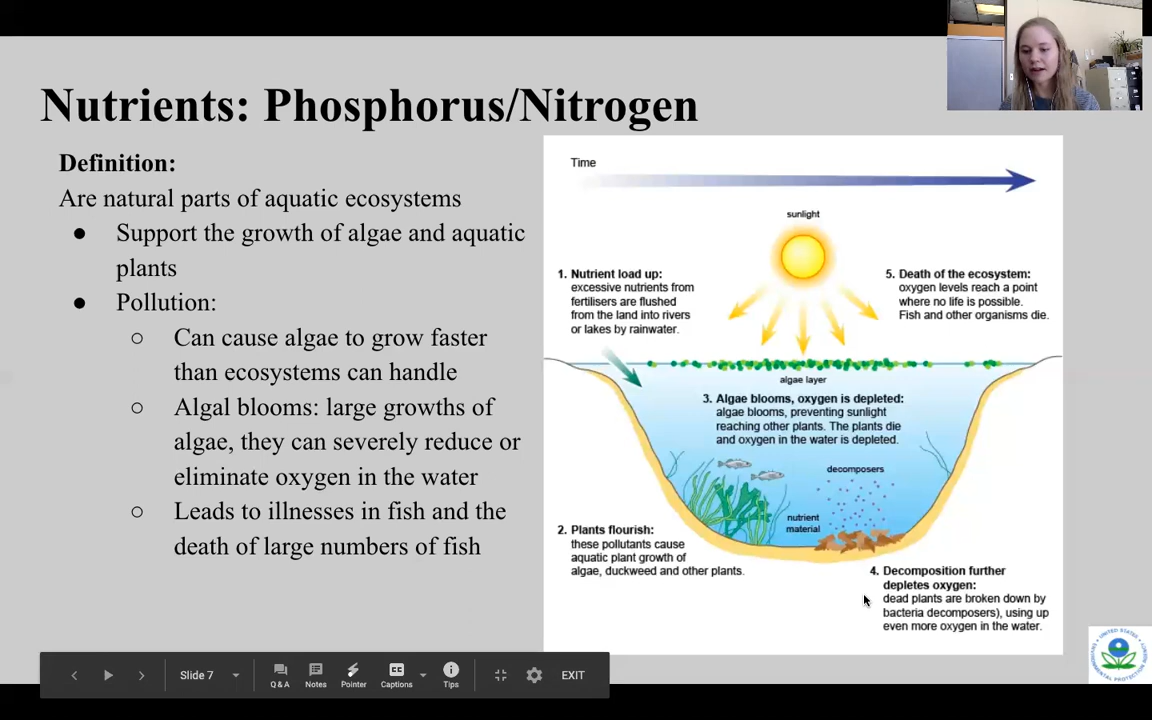 Nutrients: Phosphorus/Nitrogen
Definition:
Are natural parts of aquatic ecosystems
● Support the growth of algae and aquatic
plants
● Pollution:
○ Can cause algae to grow faster
than ecosystems can handle
○ Algal blooms: large growths of
algae, they can severely reduce or
eliminate oxygen in the water
○ Leads to illnesses in fish and the
death of large numbers of fish
Time
sunlight
1. Nutrient load up:
excessive nutrients from
fertilisers are flushed
from the land into rivers
or lakes by rainwater.
5. Death of the ecosystem:
oxygen levels reach a point
where no life is possible.
Fish and other organisms die.
algae layer
3. Algae blooms, oxygen is depleted:
algae blooms, preventing sunlight
reaching other plants. The plants die
and oxygen in the water is depleted.
decomposers
nutrient
material
2. Plants flourish:
these pollutants cause
aquatic plant growth of
algae, duckweed and other plants.
4. Decomposition further
depletes oxygen:
dead plants are broken down by
bacteria decomposers), using up
even more oxygen in the water.
UNITED STATES
Slide 7
Q & A
Notes
Pointer
CC
Captions
Tips
EXIT